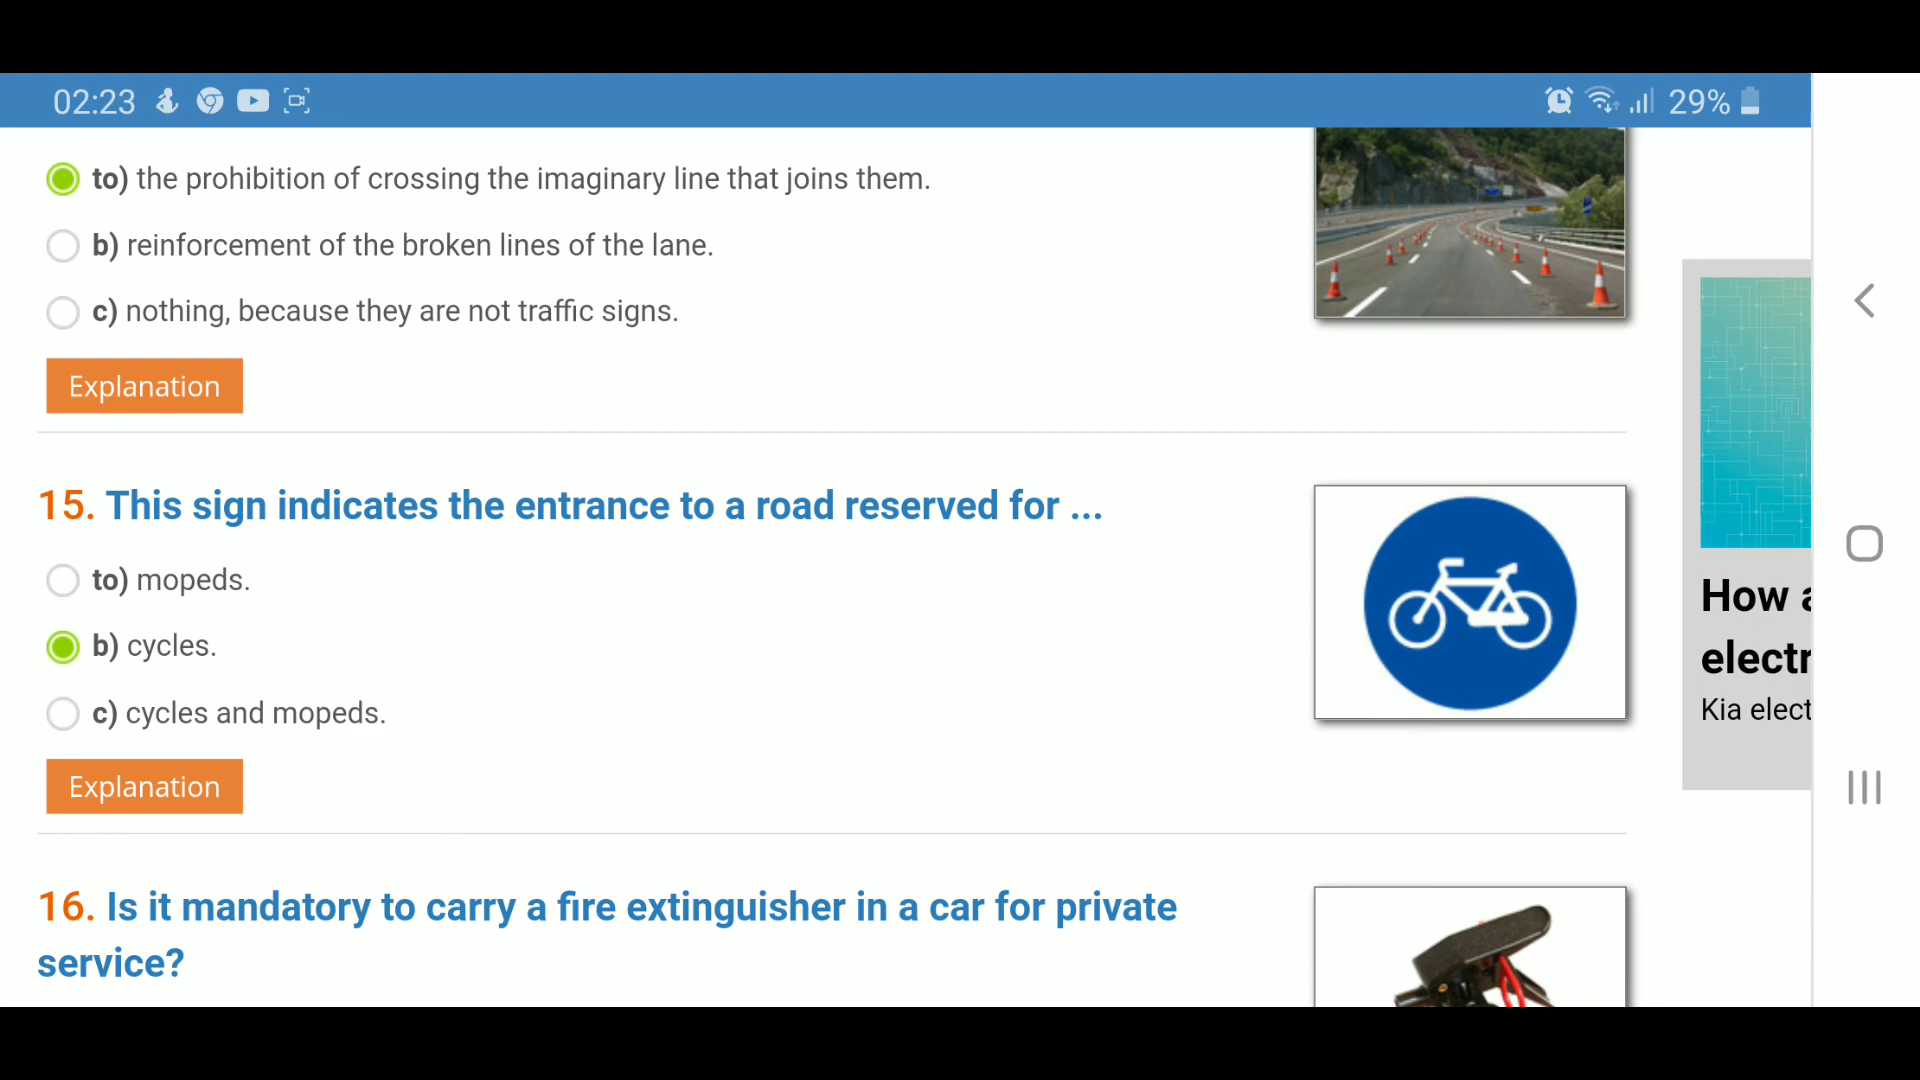 02:23
29%
to) the prohibition of crossing the imaginary line that joins them.
b) reinforcement of the broken lines of the lane.
c) nothing, because they are not traffic signs.
Explanation
15. This sign indicates the entrance to a road reserved for ...
to) mopeds.
b) cycles.
c) cycles and mopeds.
Explanation
16. Is it mandatory to carry a fire extinguisher in a car for private
service?
How
electr
Kia elect